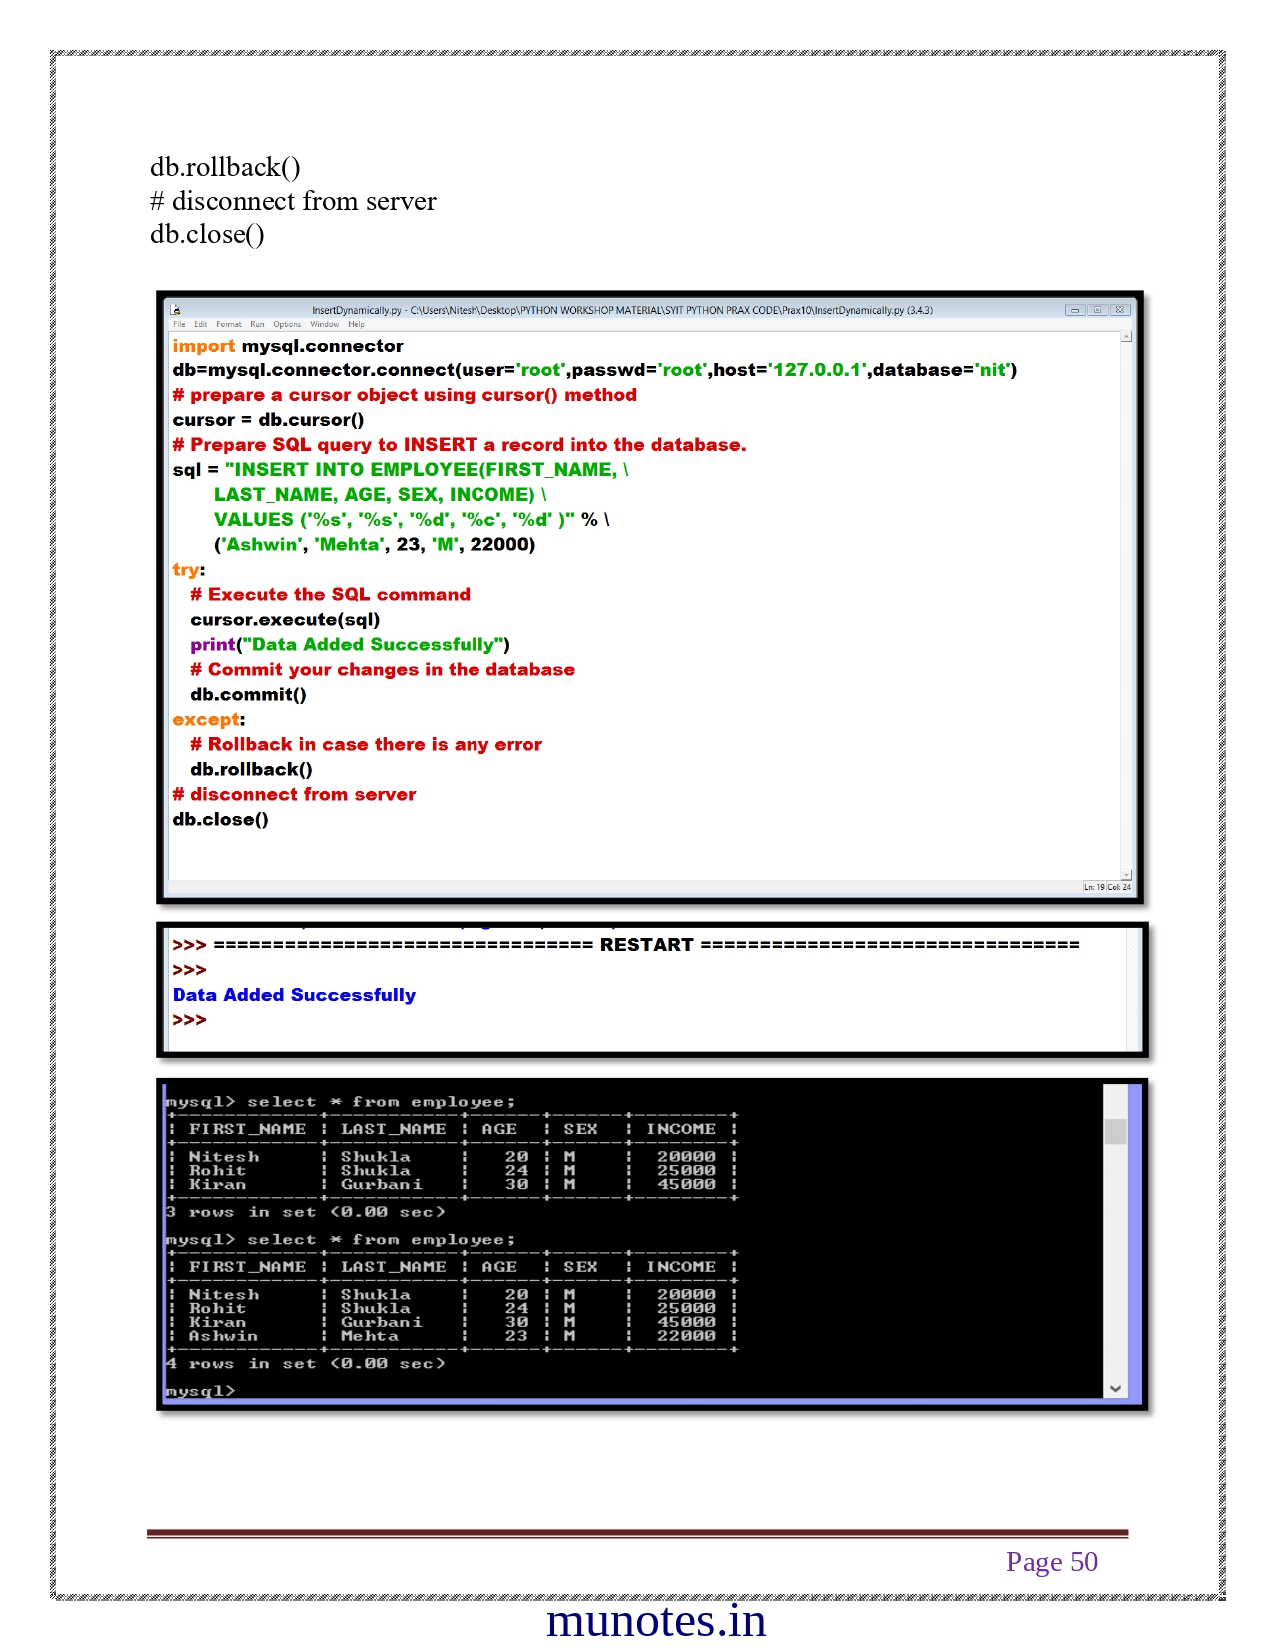 db.rollback()
# disconnect from server
db.close()
InsertDynamically.py - C:\Users\Nitesh\Desktop\PYTHON WORKSHOP MATERIAL\SYIT PYTHON PRAX CODE\Prax10\InsertDynamically.py (3.4.3)
File Edit Format Run Options Window Help
import mysql.connector
db=mysql.connector.connect(user='root',passwd='root',host='127.0.0.1',database='nit')
# prepare a cursor object using cursor() method
cursor = db.cursor()
# Prepare SQL query to INSERT a record into the database.
sql = "INSERT INTO EMPLOYEE(FIRST_NAME, \
LAST_NAME, AGE, SEX, INCOME) \
VALUES ('%s', '%s', '%d', '%c', '%d' )" % \
('Ashwin', 'Mehta', 23, 'M', 22000)
try:
# Execute the SQL command
cursor.execute(sql)
print("Data Added Successfully")
# Commit your changes in the database
db.commit()
except:
# Rollback in case there is any error
db.rollback()
# disconnect from server
db.close()
Ln: 19 Col: 24
>>> ================================ RESTART ================================
>>>
Data Added Successfully
>>>
mysql> select * from employee;
+------------+-----------+------+------+--------+
| FIRST_NAME | LAST_NAME | AGE | SEX | INCOME |
+------------+-----------+------+------+--------+
| Nitesh | Shukla | 20 | M | 20000 |
| Rohit | Shukla | 24 | M | 25000 |
| Kiran | Gurbani | 30 | M | 45000 |
+------------+-----------+------+------+--------+
3 rows in set (0.00 sec)
mysql> select * from employee;
+------------+-----------+------+------+--------+
| FIRST_NAME | LAST_NAME | AGE | SEX | INCOME |
+------------+-----------+------+------+--------+
| Nitesh | Shukla | 20 | M | 20000 |
| Rohit | Shukla | 24 | M | 25000 |
| Kiran | Gurbani | 30 | M | 45000 |
| Ashwin | Mehta | 23 | M | 22000 |
+------------+-----------+------+------+--------+
4 rows in set (0.00 sec)
mysql>
Page 50
munotes.in